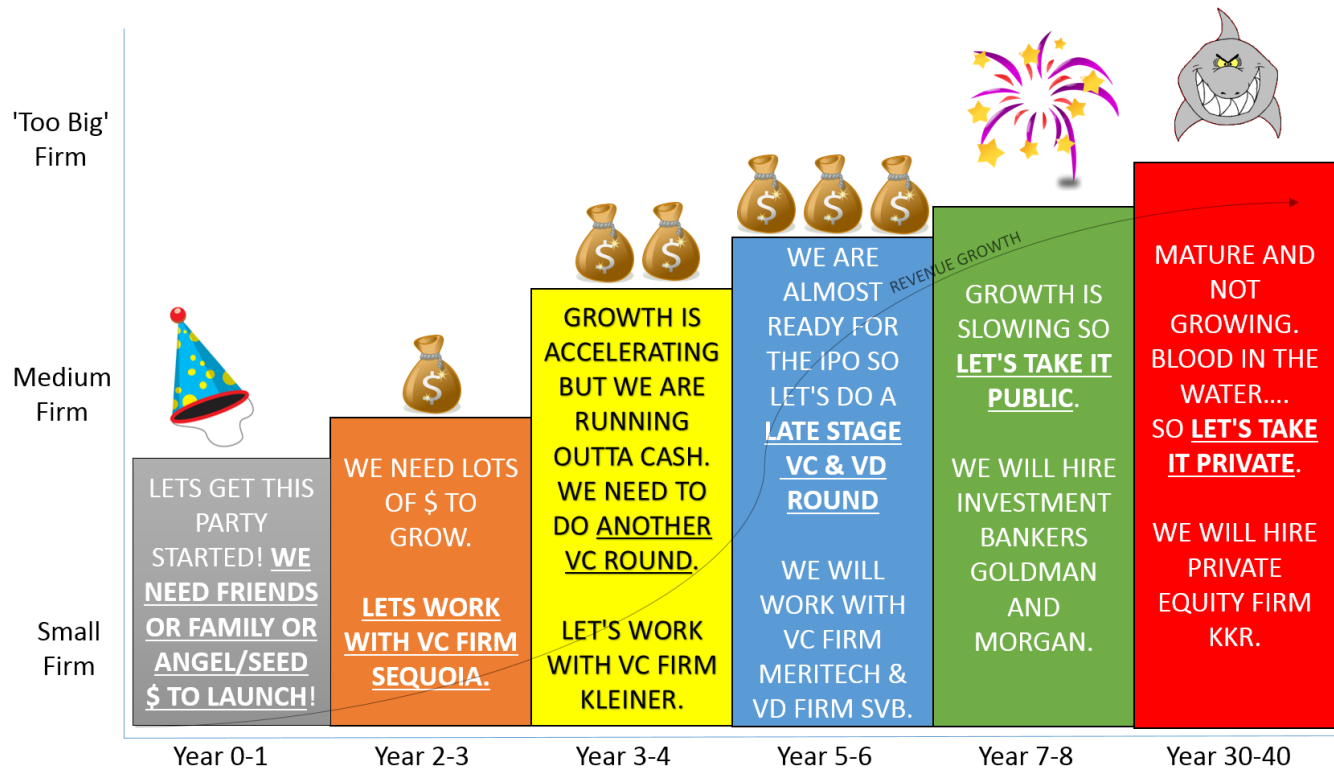 'Too Big'
Firm
Medium
Firm
Small
Firm
LETS GET THIS
PARTY
STARTED! WE
NEED FRIENDS
OR FAMILY OR
ANGEL/SEED
$ TO LAUNCH!
$
WE NEED LOTS
OF $ TO
GROW.
LETS WORK
WITH VC FIRM
SEQUOIA.
$ $
GROWTH IS
ACCELERATING
BUT WE ARE
RUNNING
OUTTA CASH.
WE NEED TO
DO ANOTHER
VC ROUND.
LET'S WORK
WITH VC FIRM
KLEINER.
$ $ $
WE ARE
ALMOST
READY FOR
THE IPO SO
LET'S DO A
LATE STAGE
VC & VD
ROUND
WE WILL
WORK WITH
VC FIRM
MERITECH &
VD FIRM SVB.
REVENUE GROWTH
GROWTH IS
SLOWING SO
LET'S TAKE IT
PUBLIC.
WE WILL HIRE
INVESTMENT
BANKERS
GOLDMAN
AND
MORGAN.
MATURE AND
NOT
GROWING.
BLOOD IN THE
WATER....
SO LET'S TAKE
IT PRIVATE.
WE WILL HIRE
PRIVATE
EQUITY FIRM
KKR.
Year 0-1
Year 2-3
Year 3-4
Year 5-6
Year 7-8
Year 30-40